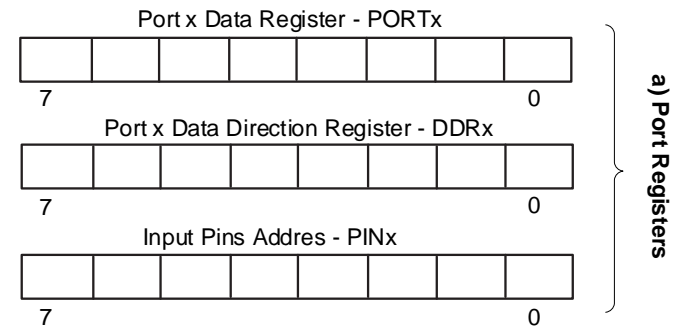 Port x Data Register - PORTx
7 0
Port x Data Direction Register - DDRx
7 0
Input Pins Addres - PINx
7 0
a) Port Registers